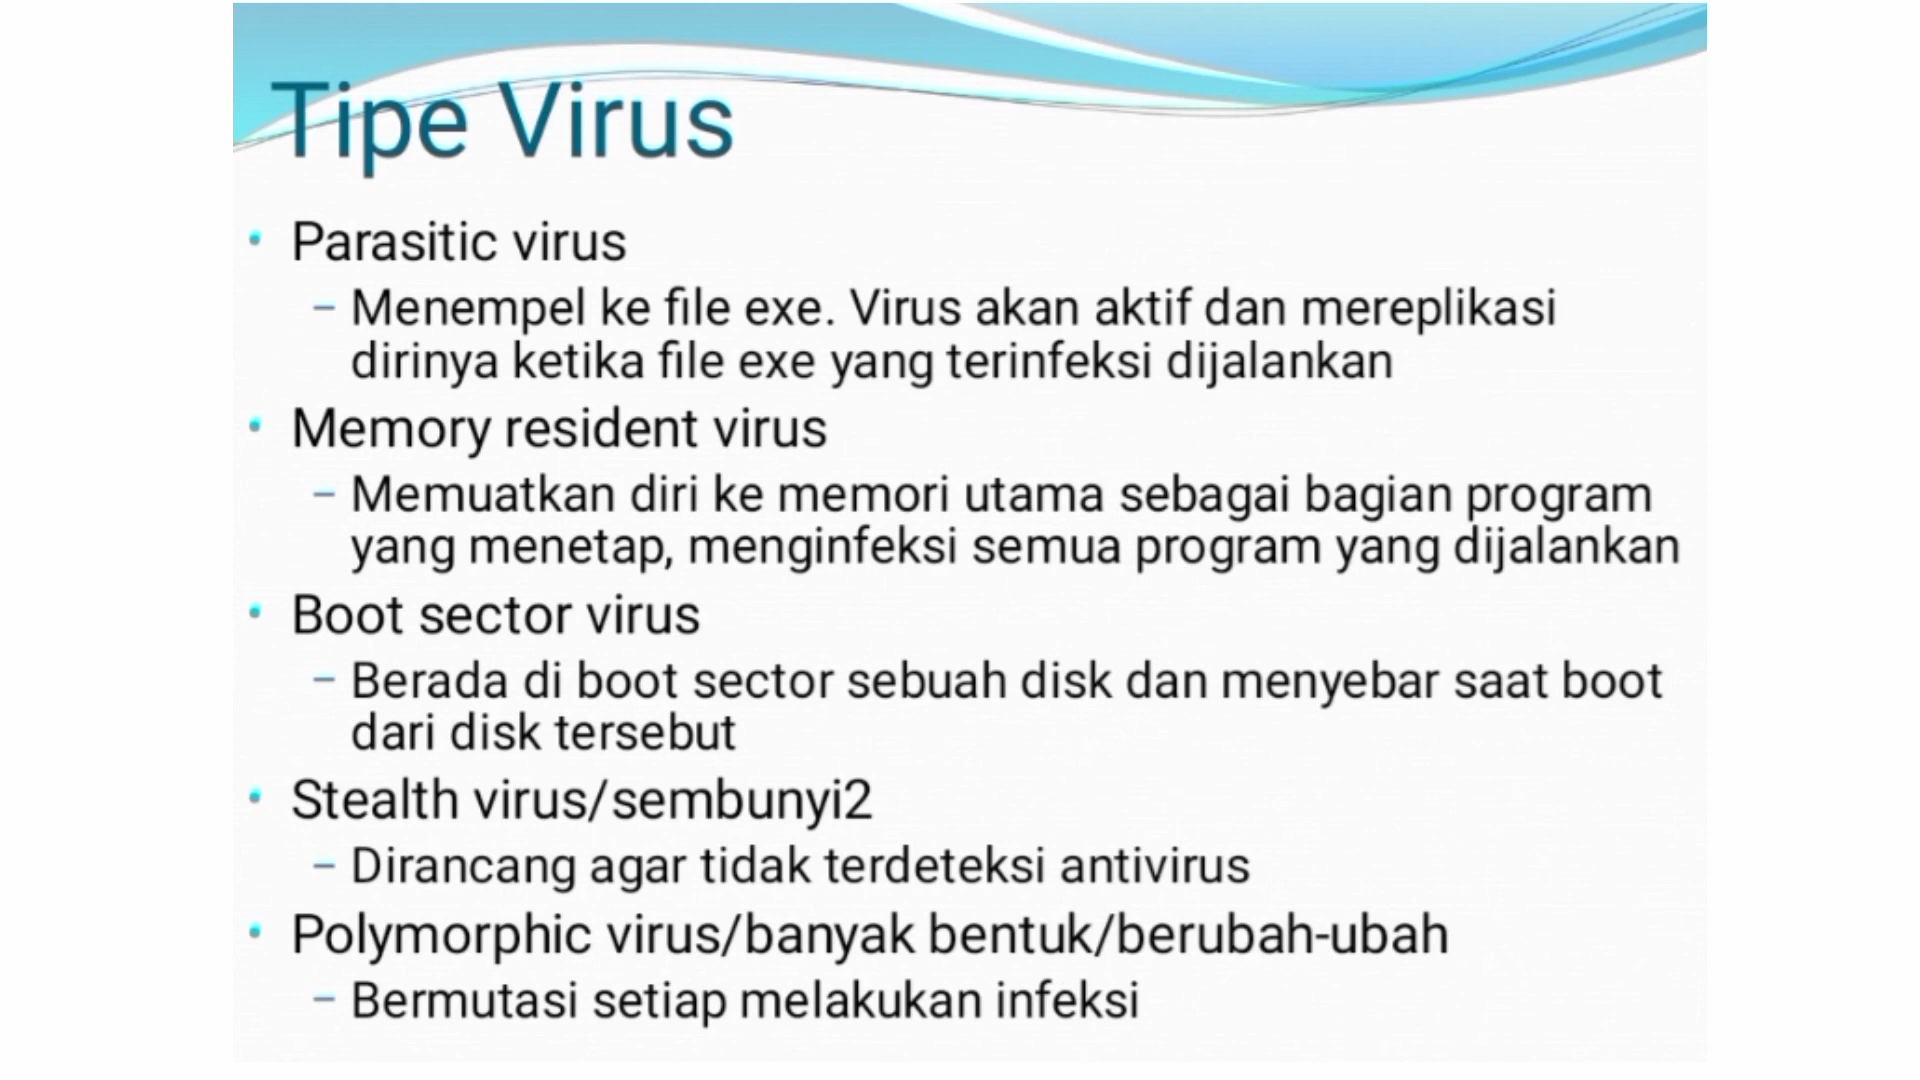 Tipe Virus
• Parasitic virus
– Menempel ke file exe. Virus akan aktif dan mereplikasi
dirinya ketika file exe yang terinfeksi dijalankan
• Memory resident virus
– Memuatkan diri ke memori utama sebagai bagian program
yang menetap, menginfeksi semua program yang dijalankan
• Boot sector virus
– Berada di boot sector sebuah disk dan menyebar saat boot
dari disk tersebut
• Stealth virus/sembunyi2
– Dirancang agar tidak terdeteksi antivirus
• Polymorphic virus/banyak bentuk/berubah-ubah
– Bermutasi setiap melakukan infeksi